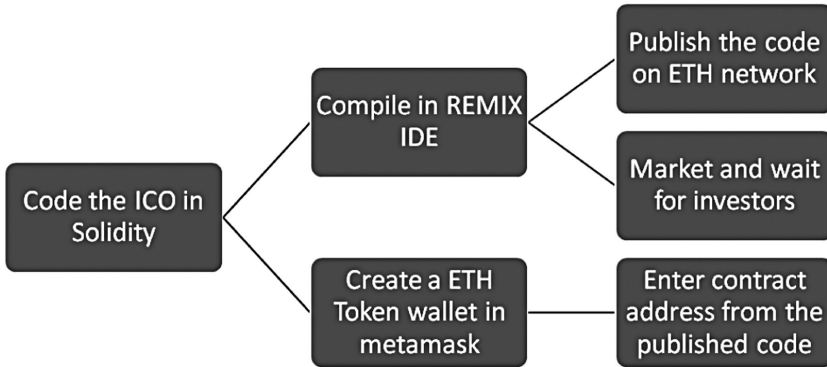 Code the ICO in
Solidity
Compile in REMIX
IDE
Publish the code
on ETH network
Market and wait
for investors
Create a ETH
Token wallet in
metamask
Enter contract
address from the
published code